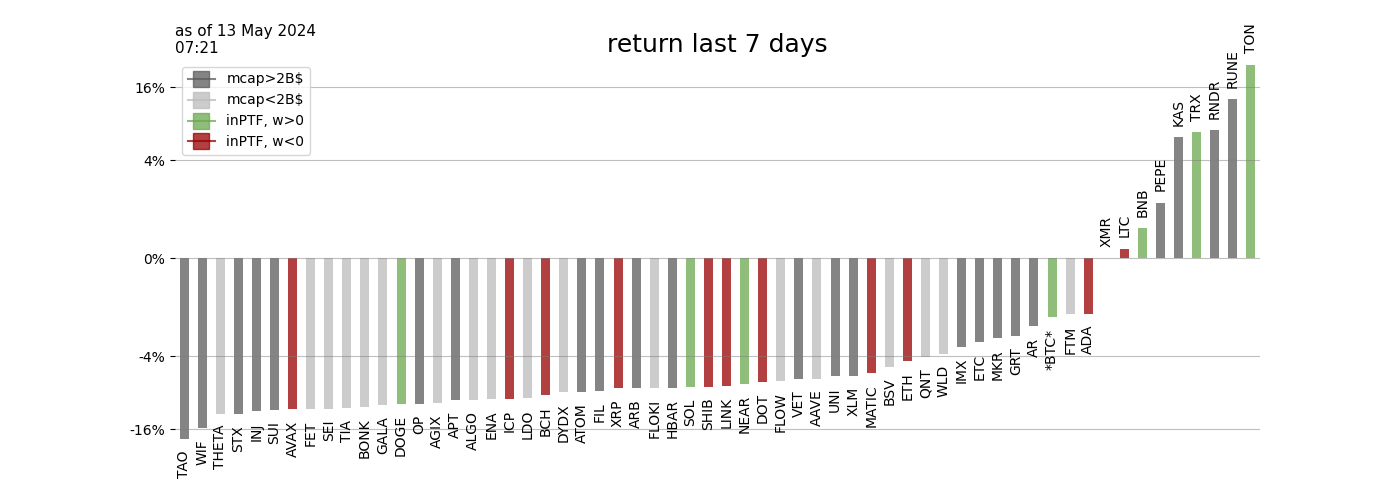 as of 13 May 2024
07:21
return last 7 days
mcap>2B$
mcap<2B$
inPTF, w>0
inPTF, w<0
16%
4%
0%
-4%
-16%
TAO
WIF
THETA
STX
INJ
SUI
AVAX
FET
SEI
TIA
BONK
GALA
DOGE
OP
AGIX
APT
ALGO
ENA
ICP
LDO
BCH
DYDX
ATOM
FIL
XRP
ARB
FLOKI
HBAR
SOL
SHIB
LINK
NEAR
DOT
FLOW
VET
AAVE
UNI
XLM
MATIC
BSV
ETH
QNT
WLD
IMX
ETC
MKR
GRT
AR
*BTC*
FTM
ADA
XMR
LTC
BNB
PEPE
KAS
TRX
RNDR
RUNE
TON